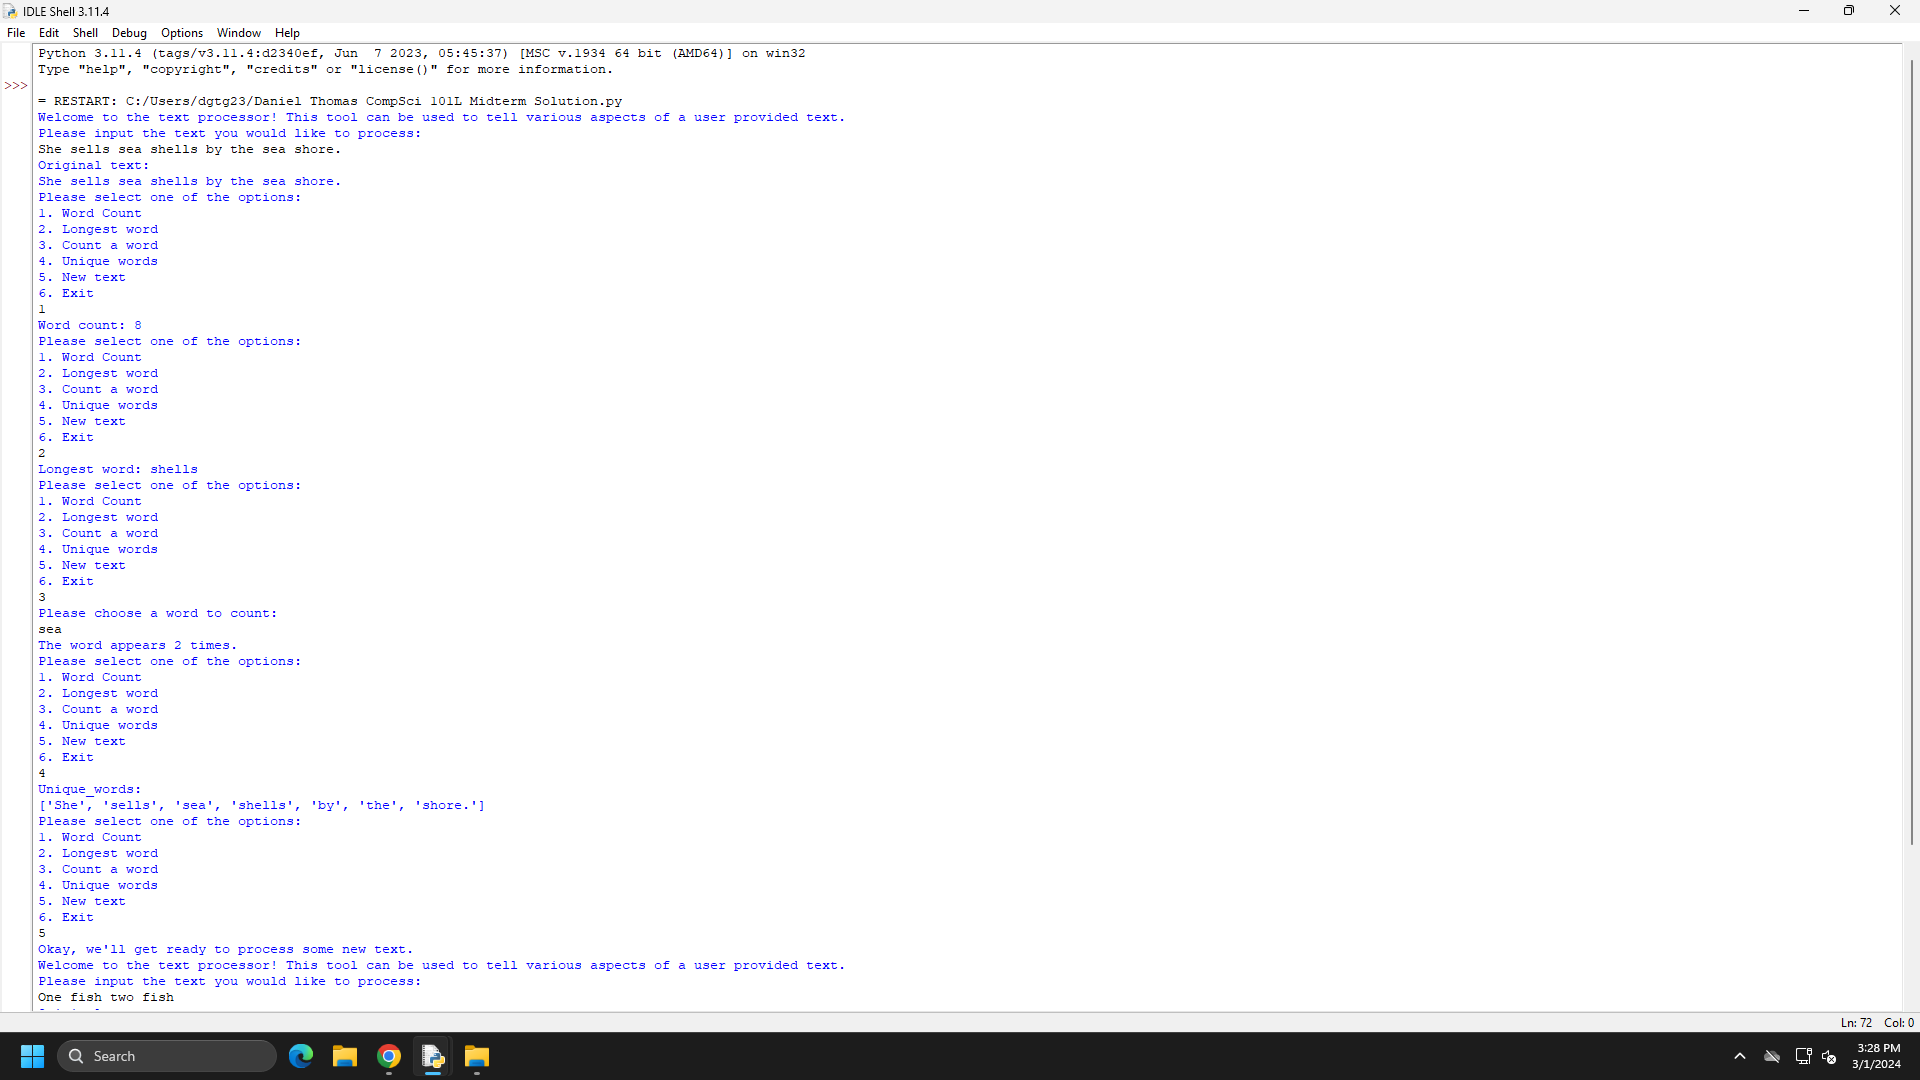 IDLE Shell 3.11.4
File Edit Shell Debug Options Window Help
Python 3.11.4 (tags/v3.11.4:d2340ef, Jun  7 2023, 05:45:37) [MSC v.1934 64 bit (AMD64)] on win32
Type "help", "copyright", "credits" or "license()" for more information.
>>>
= RESTART: C:/Users/dgtg23/Daniel Thomas CompSci 101L Midterm Solution.py
Welcome to the text processor! This tool can be used to tell various aspects of a user provided text.
Please input the text you would like to process:
She sells sea shells by the sea shore.
Original text:
She sells sea shells by the sea shore.
Please select one of the options:
1. Word Count
2. Longest word
3. Count a word
4. Unique words
5. New text
6. Exit
1
Word count: 8
Please select one of the options:
1. Word Count
2. Longest word
3. Count a word
4. Unique words
5. New text
6. Exit
2
Longest word: shells
Please select one of the options:
1. Word Count
2. Longest word
3. Count a word
4. Unique words
5. New text
6. Exit
3
Please choose a word to count:
sea
The word appears 2 times.
Please select one of the options:
1. Word Count
2. Longest word
3. Count a word
4. Unique words
5. New text
6. Exit
4
Unique_words:
['She', 'sells', 'sea', 'shells', 'by', 'the', 'shore.']
Please select one of the options:
1. Word Count
2. Longest word
3. Count a word
4. Unique words
5. New text
6. Exit
5
Okay, we'll get ready to process some new text.
Welcome to the text processor! This tool can be used to tell various aspects of a user provided text.
Please input the text you would like to process:
One fish two fish
Ln: 72 Col: 0
Search
3:28 PM
3/1/2024